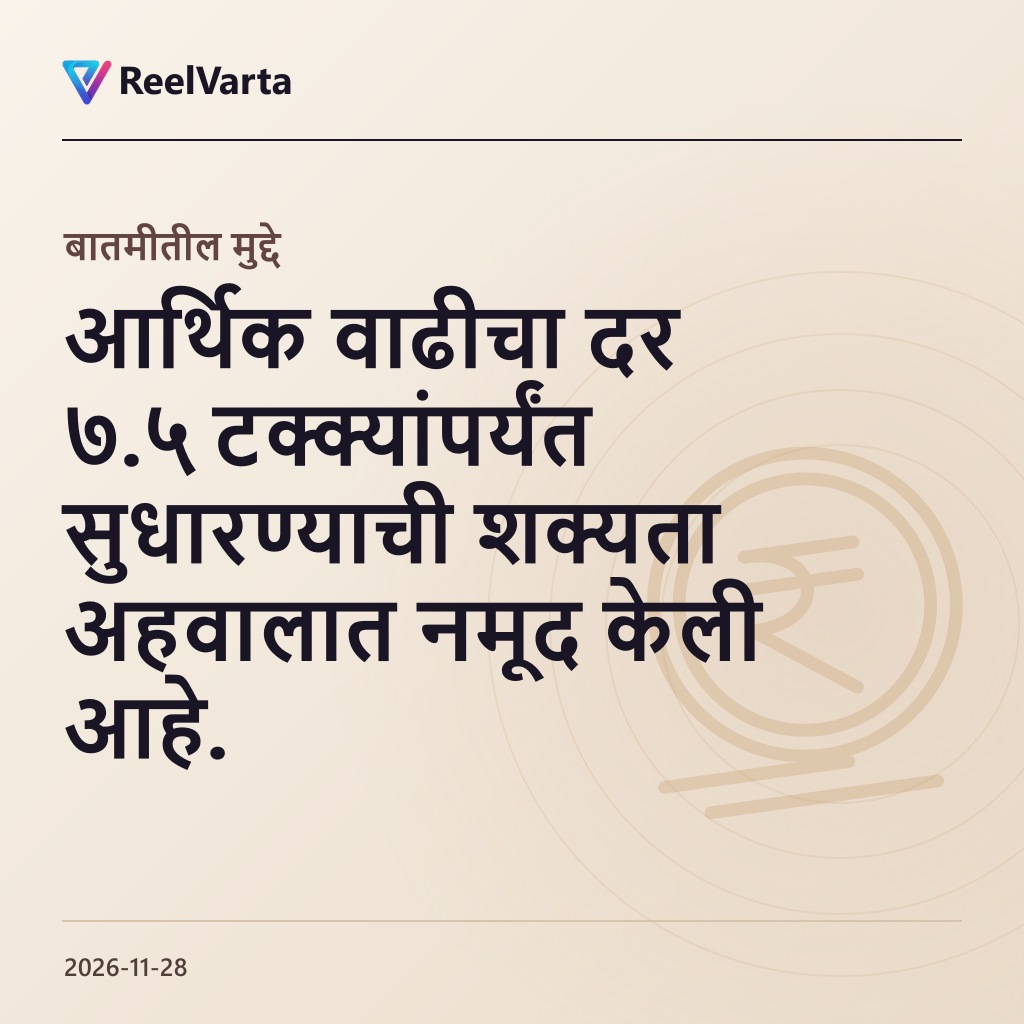 ReelVarta
बातमीतील मुद्दे
आर्थिक वाढीचा दर
७.५ टक्क्यांपर्यंत
सुधारण्याची शक्यता
अहवालात नमूद केली
आहे.
2026-11-28